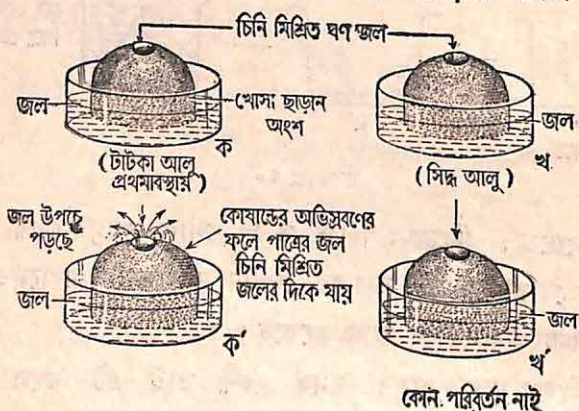 চিনি মিশ্রিত ঘণ জল
জল
খোসা ছাড়ান
অংশ
জল
ক
খ
(টাটকা আলু
প্রথমাবস্থায়)
(সিদ্ধ আলু)
জল উপচে
পড়ছে
কোষান্তের অভিস্রবণের
ফলে পাত্রের জল
চিনি মিশ্রিত
জলের দিকে যায়
জল
জল
ক'
খ'
কোন পরিবর্তন নাই